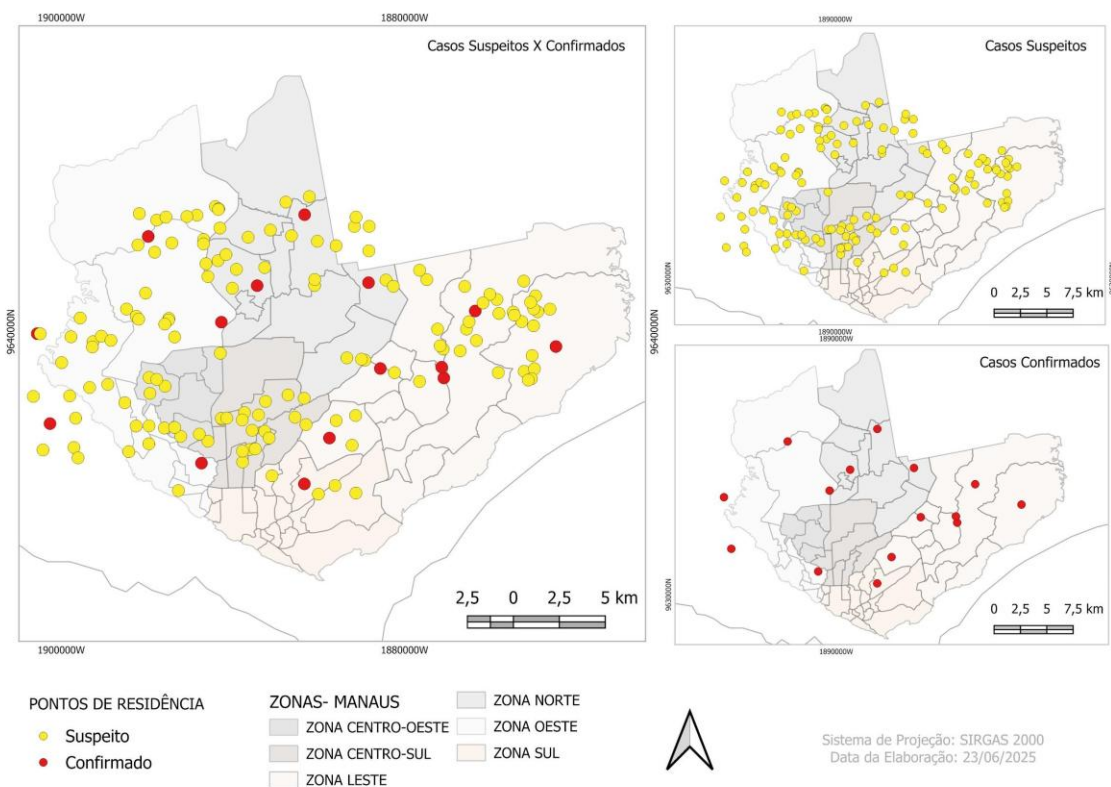 1900000W 1880000W
Casos Suspeitos X Confirmados
9640000N
9640000N
2,5 0 2,5 5 km
1900000W 1880000W
1890000W
Casos Suspeitos
9630000N
0 2,5 5 7,5 km
1890000W
1890000W
Casos Confirmados
9630000N
0 2,5 5 7,5 km
1890000W
PONTOS DE RESIDÊNCIA
Suspeito
Confirmado
ZONAS- MANAUS
ZONA CENTRO-OESTE
ZONA CENTRO-SUL
ZONA LESTE
ZONA NORTE
ZONA OESTE
ZONA SUL
Sistema de Projeção: SIRGAS 2000
Data da Elaboração: 23/06/2025